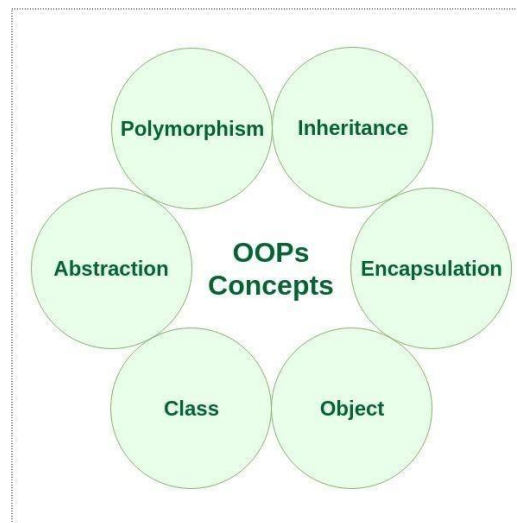 Polymorphism
Inheritance
Abstraction
OOPs
Concepts
Encapsulation
Class
Object